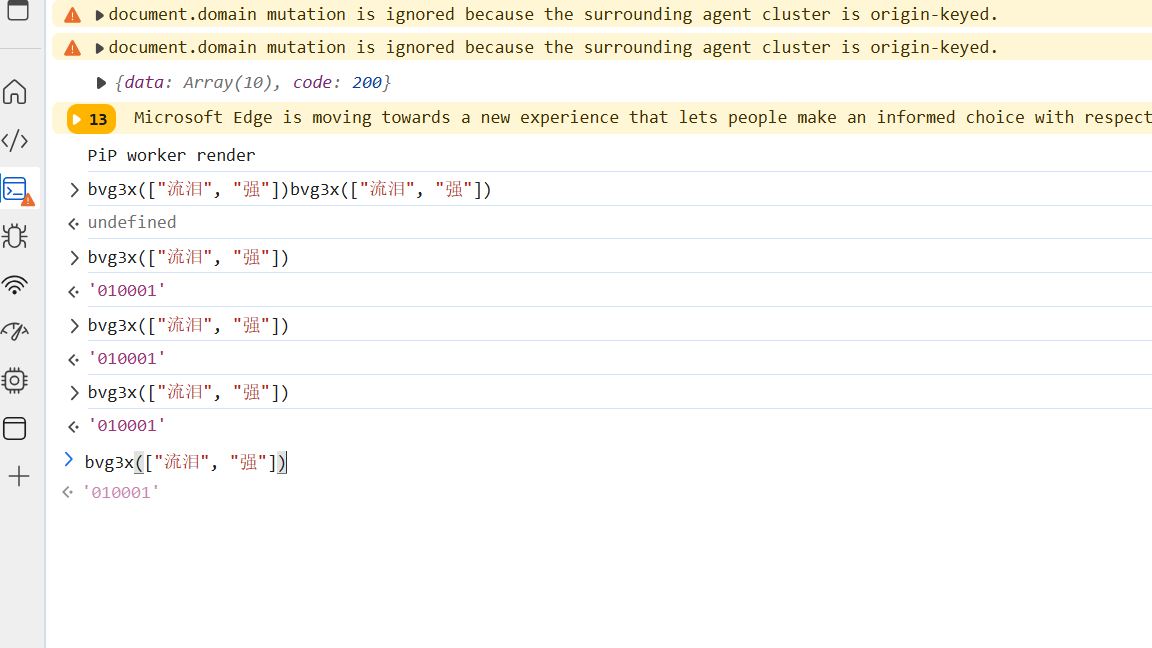 document.domain mutation is ignored because the surrounding agent cluster is origin-keyed.
document.domain mutation is ignored because the surrounding agent cluster is origin-keyed.
{data: Array(10), code: 200}
13 Microsoft Edge is moving towards a new experience that lets people make an informed choice with respect
PiP worker render
bvg3x(["流泪", "强"])bvg3x(["流泪", "强"])
undefined
bvg3x(["流泪", "强"])
'010001'
bvg3x(["流泪", "强"])
'010001'
bvg3x(["流泪", "强"])
'010001'
bvg3x(["流泪", "强"])
'010001'